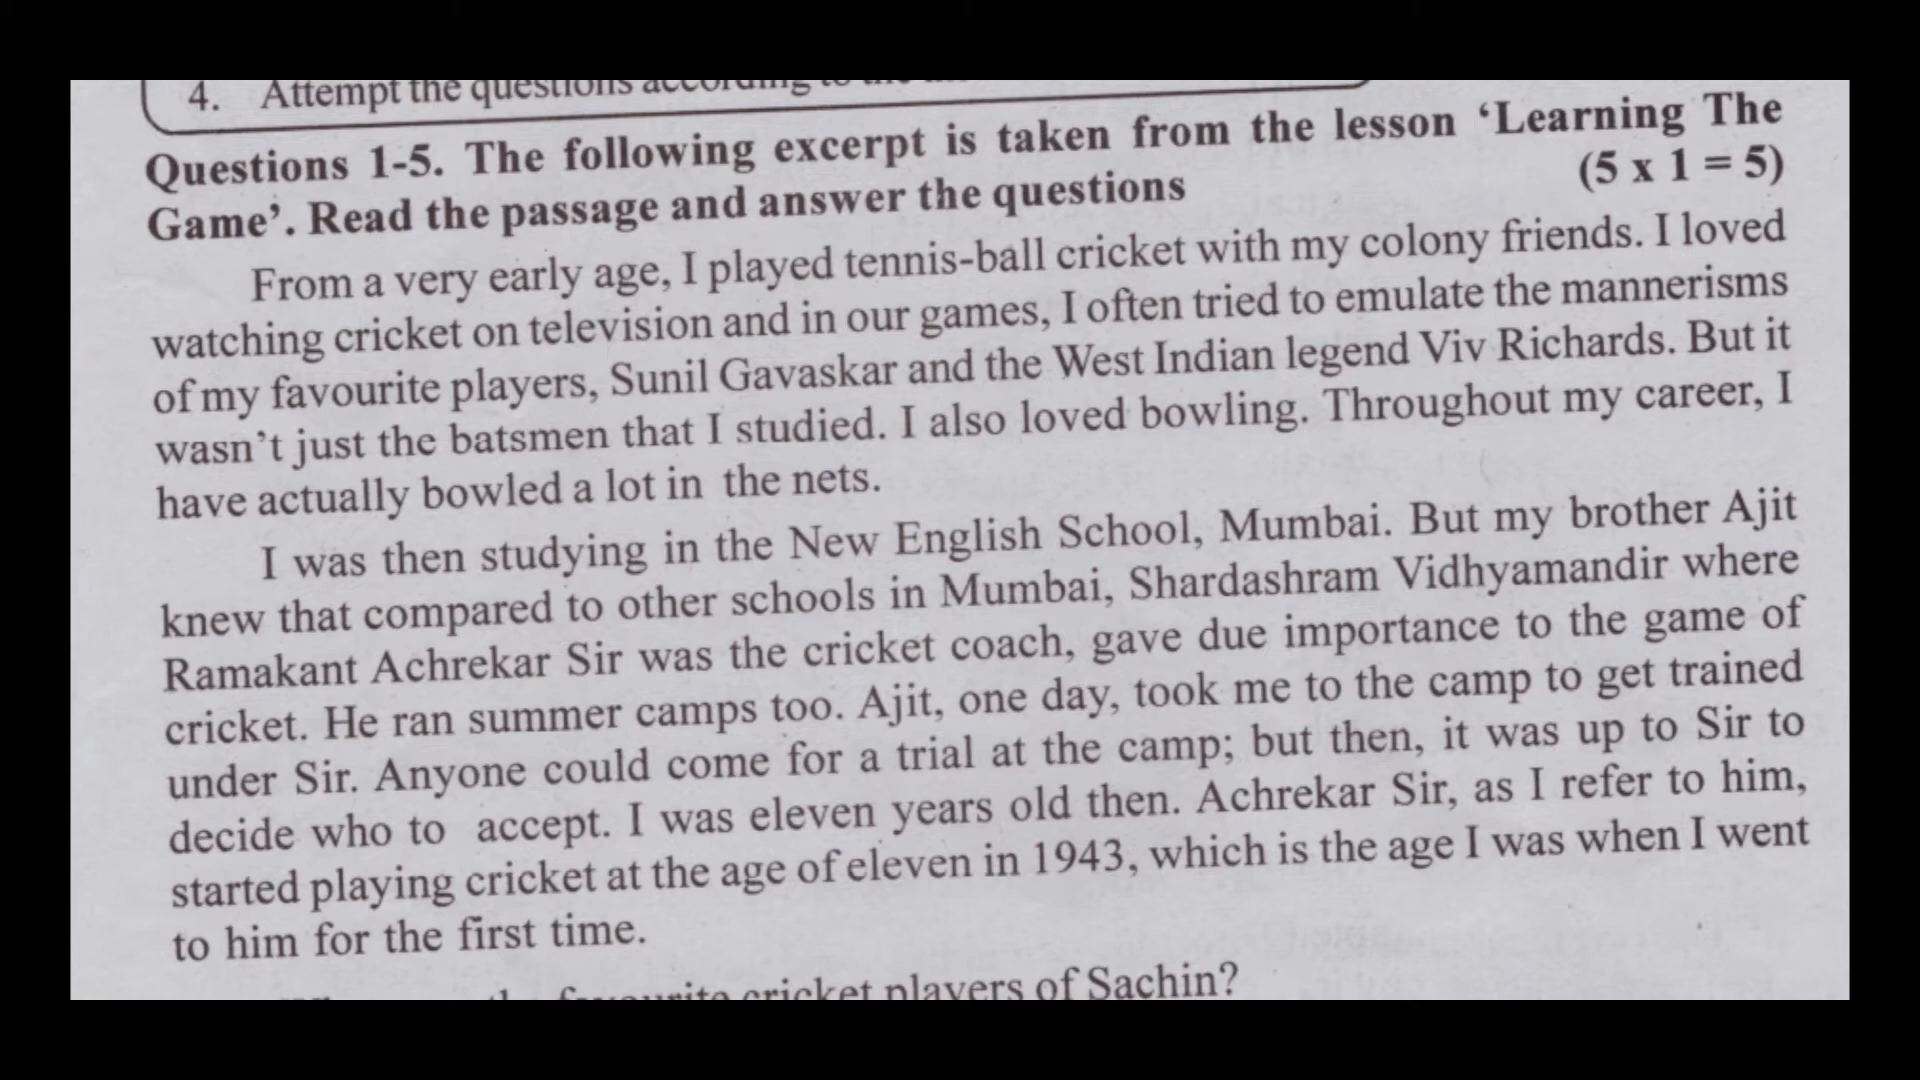 4. Attempt the questions according to the
Questions 1-5. The following excerpt is taken from the lesson ‘Learning The
Game’. Read the passage and answer the questions (5 x 1 = 5)
From a very early age, I played tennis-ball cricket with my colony friends. I loved
watching cricket on television and in our games, I often tried to emulate the mannerisms
of my favourite players, Sunil Gavaskar and the West Indian legend Viv Richards. But it
wasn’t just the batsmen that I studied. I also loved bowling. Throughout my career, I
have actually bowled a lot in the nets.
I was then studying in the New English School, Mumbai. But my brother Ajit
knew that compared to other schools in Mumbai, Shardashram Vidhyamandir where
Ramakant Achrekar Sir was the cricket coach, gave due importance to the game of
cricket. He ran summer camps too. Ajit, one day, took me to the camp to get trained
under Sir. Anyone could come for a trial at the camp; but then, it was up to Sir to
decide who to accept. I was eleven years old then. Achrekar Sir, as I refer to him,
started playing cricket at the age of eleven in 1943, which is the age I was when I went
to him for the first time.
favourite cricket players of Sachin?